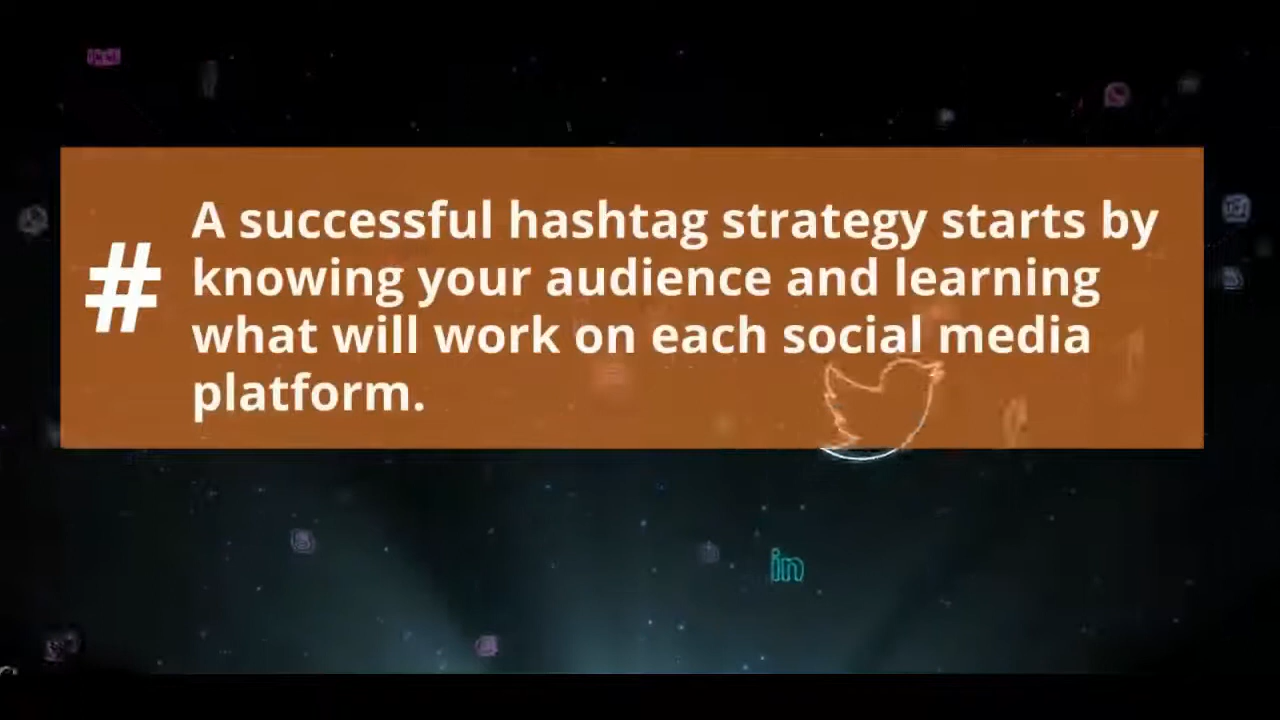 # A successful hashtag strategy starts by
knowing your audience and learning
what will work on each social media
platform.
in